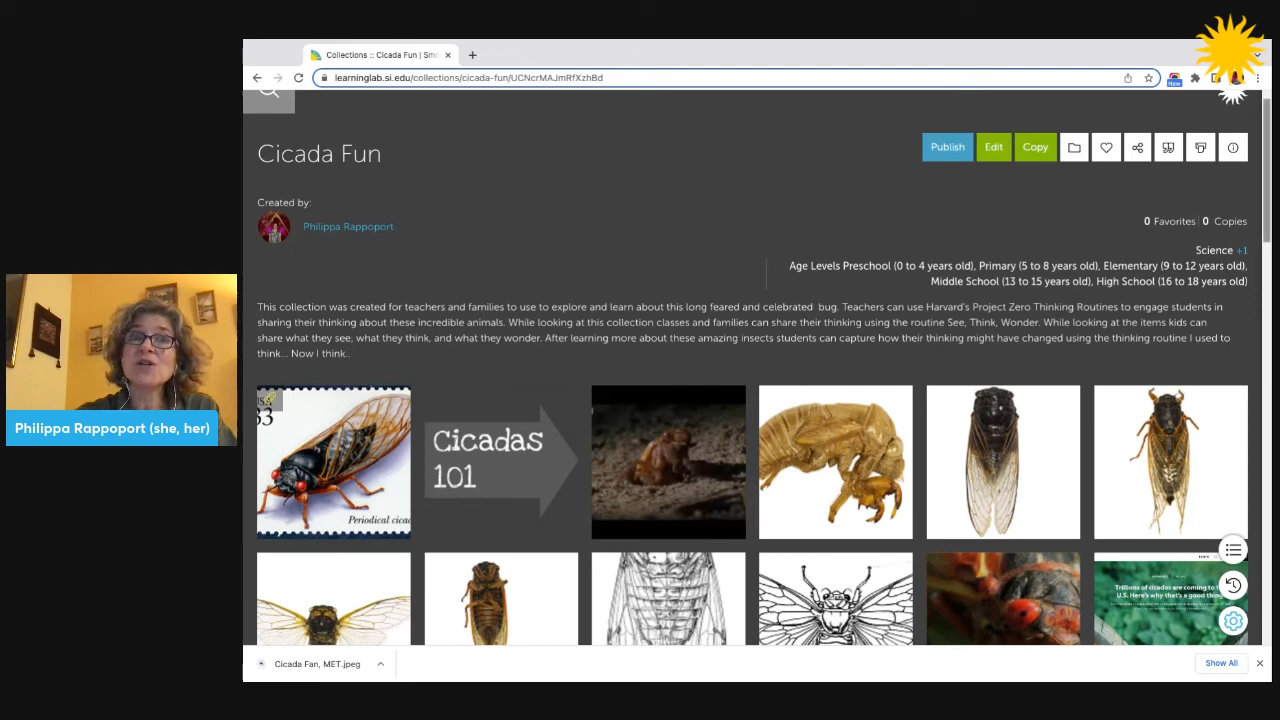 Collections :: Cicada Fun | Smi
learninglab.si.edu/collections/cicada-fun/UCNcrMAJmRfXzhBd
New
Cicada Fun
Publish
Edit
Copy
Created by:
Philippa Rappoport
0 Favorites 0 Copies
Science +1
Age Levels Preschool (0 to 4 years old), Primary (5 to 8 years old), Elementary (9 to 12 years old),
Middle School (13 to 15 years old), High School (16 to 18 years old)
This collection was created for teachers and families to use to explore and learn about this long feared and celebrated bug. Teachers can use Harvard's Project Zero Thinking Routines to engage students in
sharing their thinking about these incredible animals. While looking at this collection classes and families can share their thinking using the routine See, Think, Wonder. While looking at the items kids can
share what they see, what they think, and what they wonder. After learning more about these amazing insects students can capture how their thinking might have changed using the thinking routine I used to
think... Now I think..
33
Periodical cicad
Cicadas
101
Trillions of cicadas are coming to
U.S. Here's why that's a good thing
Philippa Rappoport (she, her)
Cicada Fan, MET.jpeg
Show All